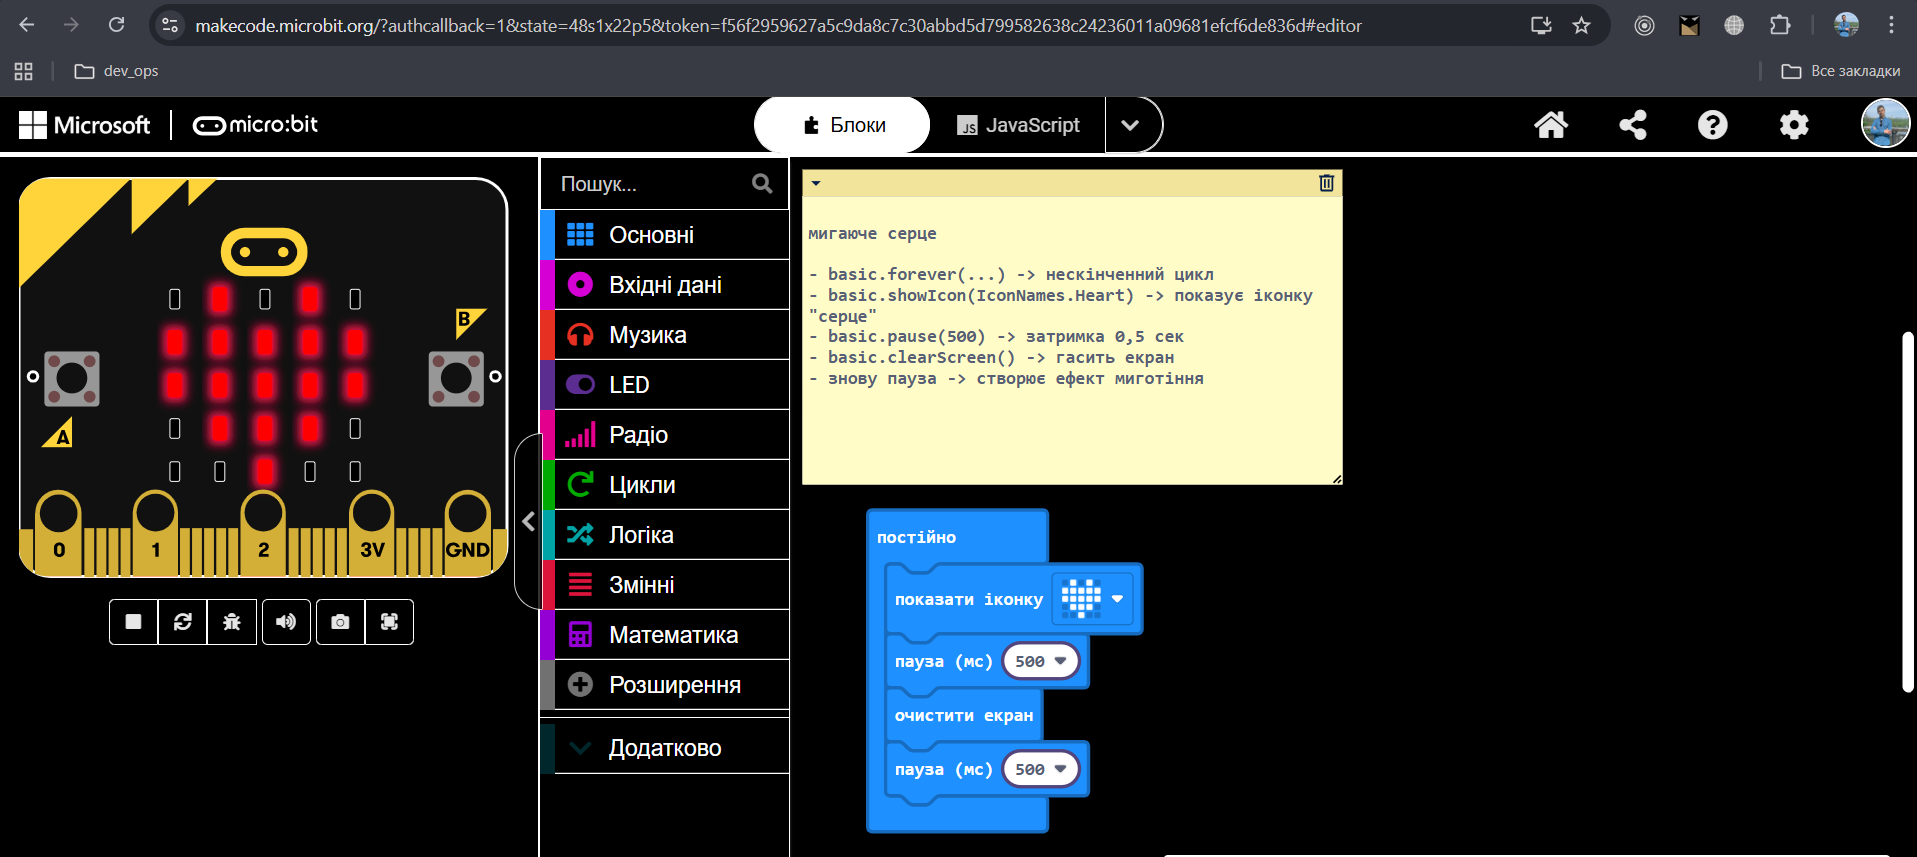 makecode.microbit.org/?authcallback=1&state=48s1x22p5&token=f56f2959627a5c9da8c7c30abbd5d799582638c24236011a09681efcf6de836d#editor
dev_ops
Все закладки
Microsoft
micro:bit
Блоки
JS
JavaScript
B
A
0
1
2
3V
GND
Пошук...
Основні
Вхідні дані
Музика
LED
Радіо
Цикли
Логіка
Змінні
Математика
Розширення
Додатково
мигаюче серце
- basic.forever(...) -> нескінченний цикл
- basic.showIcon(IconNames.Heart) -> показує іконку
"серце"
- basic.pause(500) -> затримка 0,5 сек
- basic.clearScreen() -> гасить екран
- знову пауза -> створює ефект миготіння
постійно
показати іконку
пауза (мс) 500
очистити екран
пауза (мс) 500